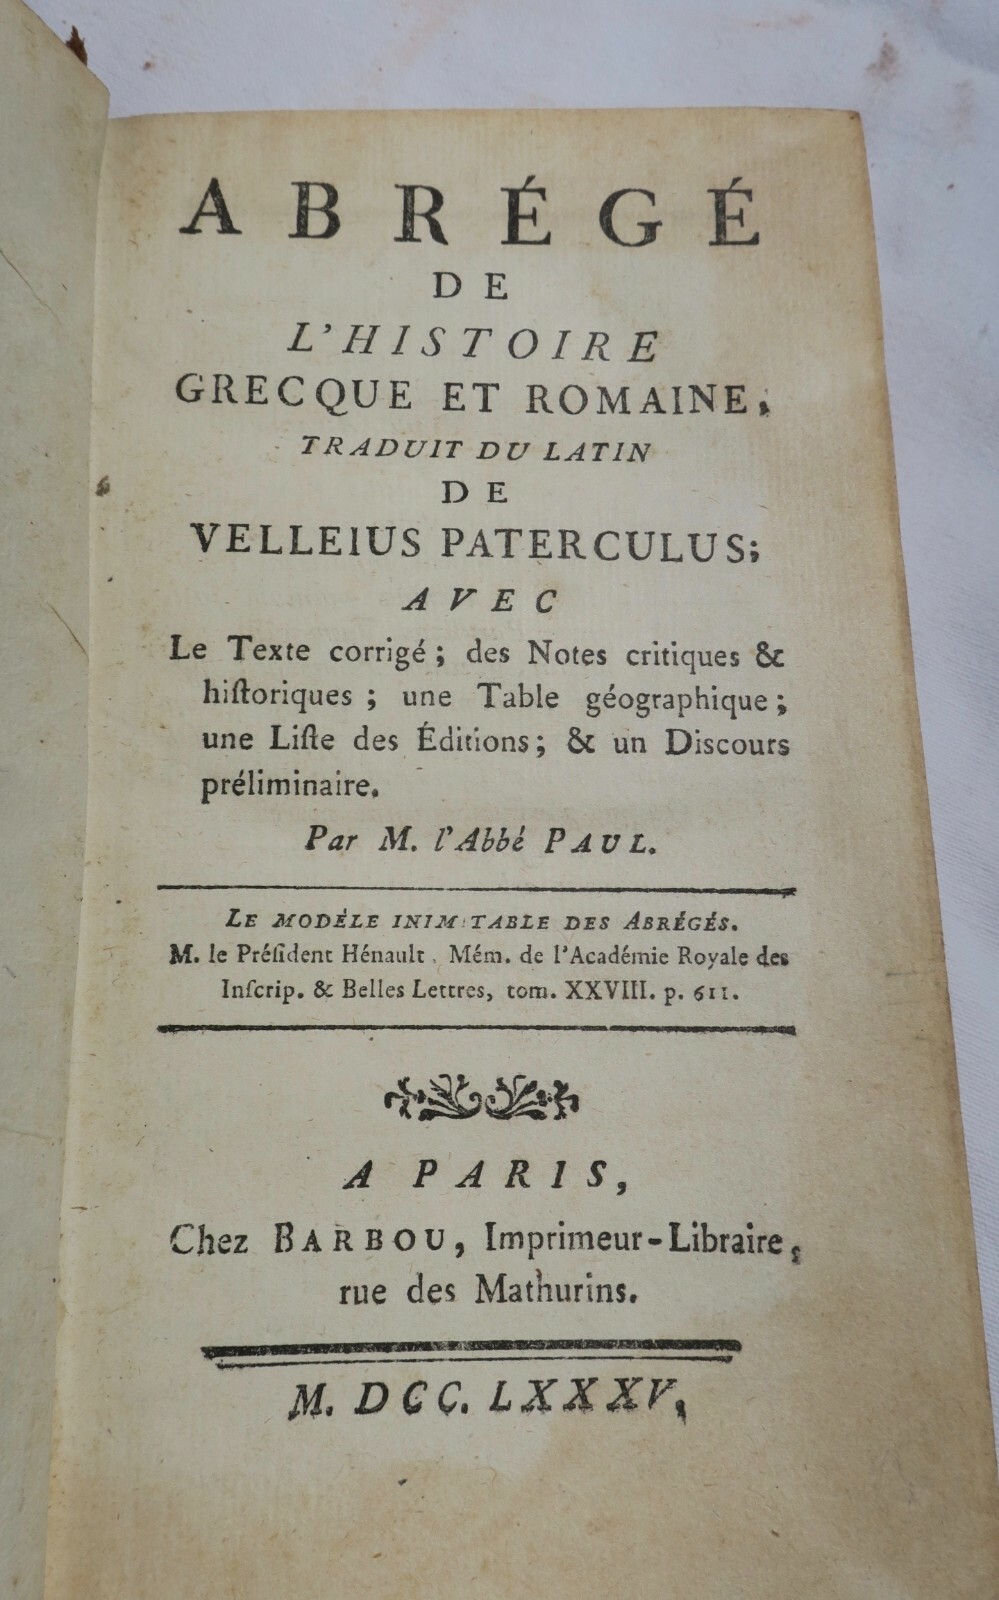 ABRÉGÉ
DE
L'HISTOIRE
GRECQUE ET ROMAINE,
TRADUIT DU LATIN
DE
VELLEIUS PATERCULUS;
AVEC
Le Texte corrigé; des Notes critiques &
hiſtoriques; une Table géographique;
une Liſte des Éditions; & un Discours
préliminaire.
Par M. l'Abbé PAUL.
LE MODÈLE INIMITABLE DES ABRÉGÉS.
M. le Préſident Hénault, Mém. de l'Académie Royale des
Inſcrip. & Belles Lettres, tom. XXVIII. p. 611.
A PARIS,
Chez BARBOU, Imprimeur-Libraire,
rue des Mathurins.
M. DCC. LXXXV.